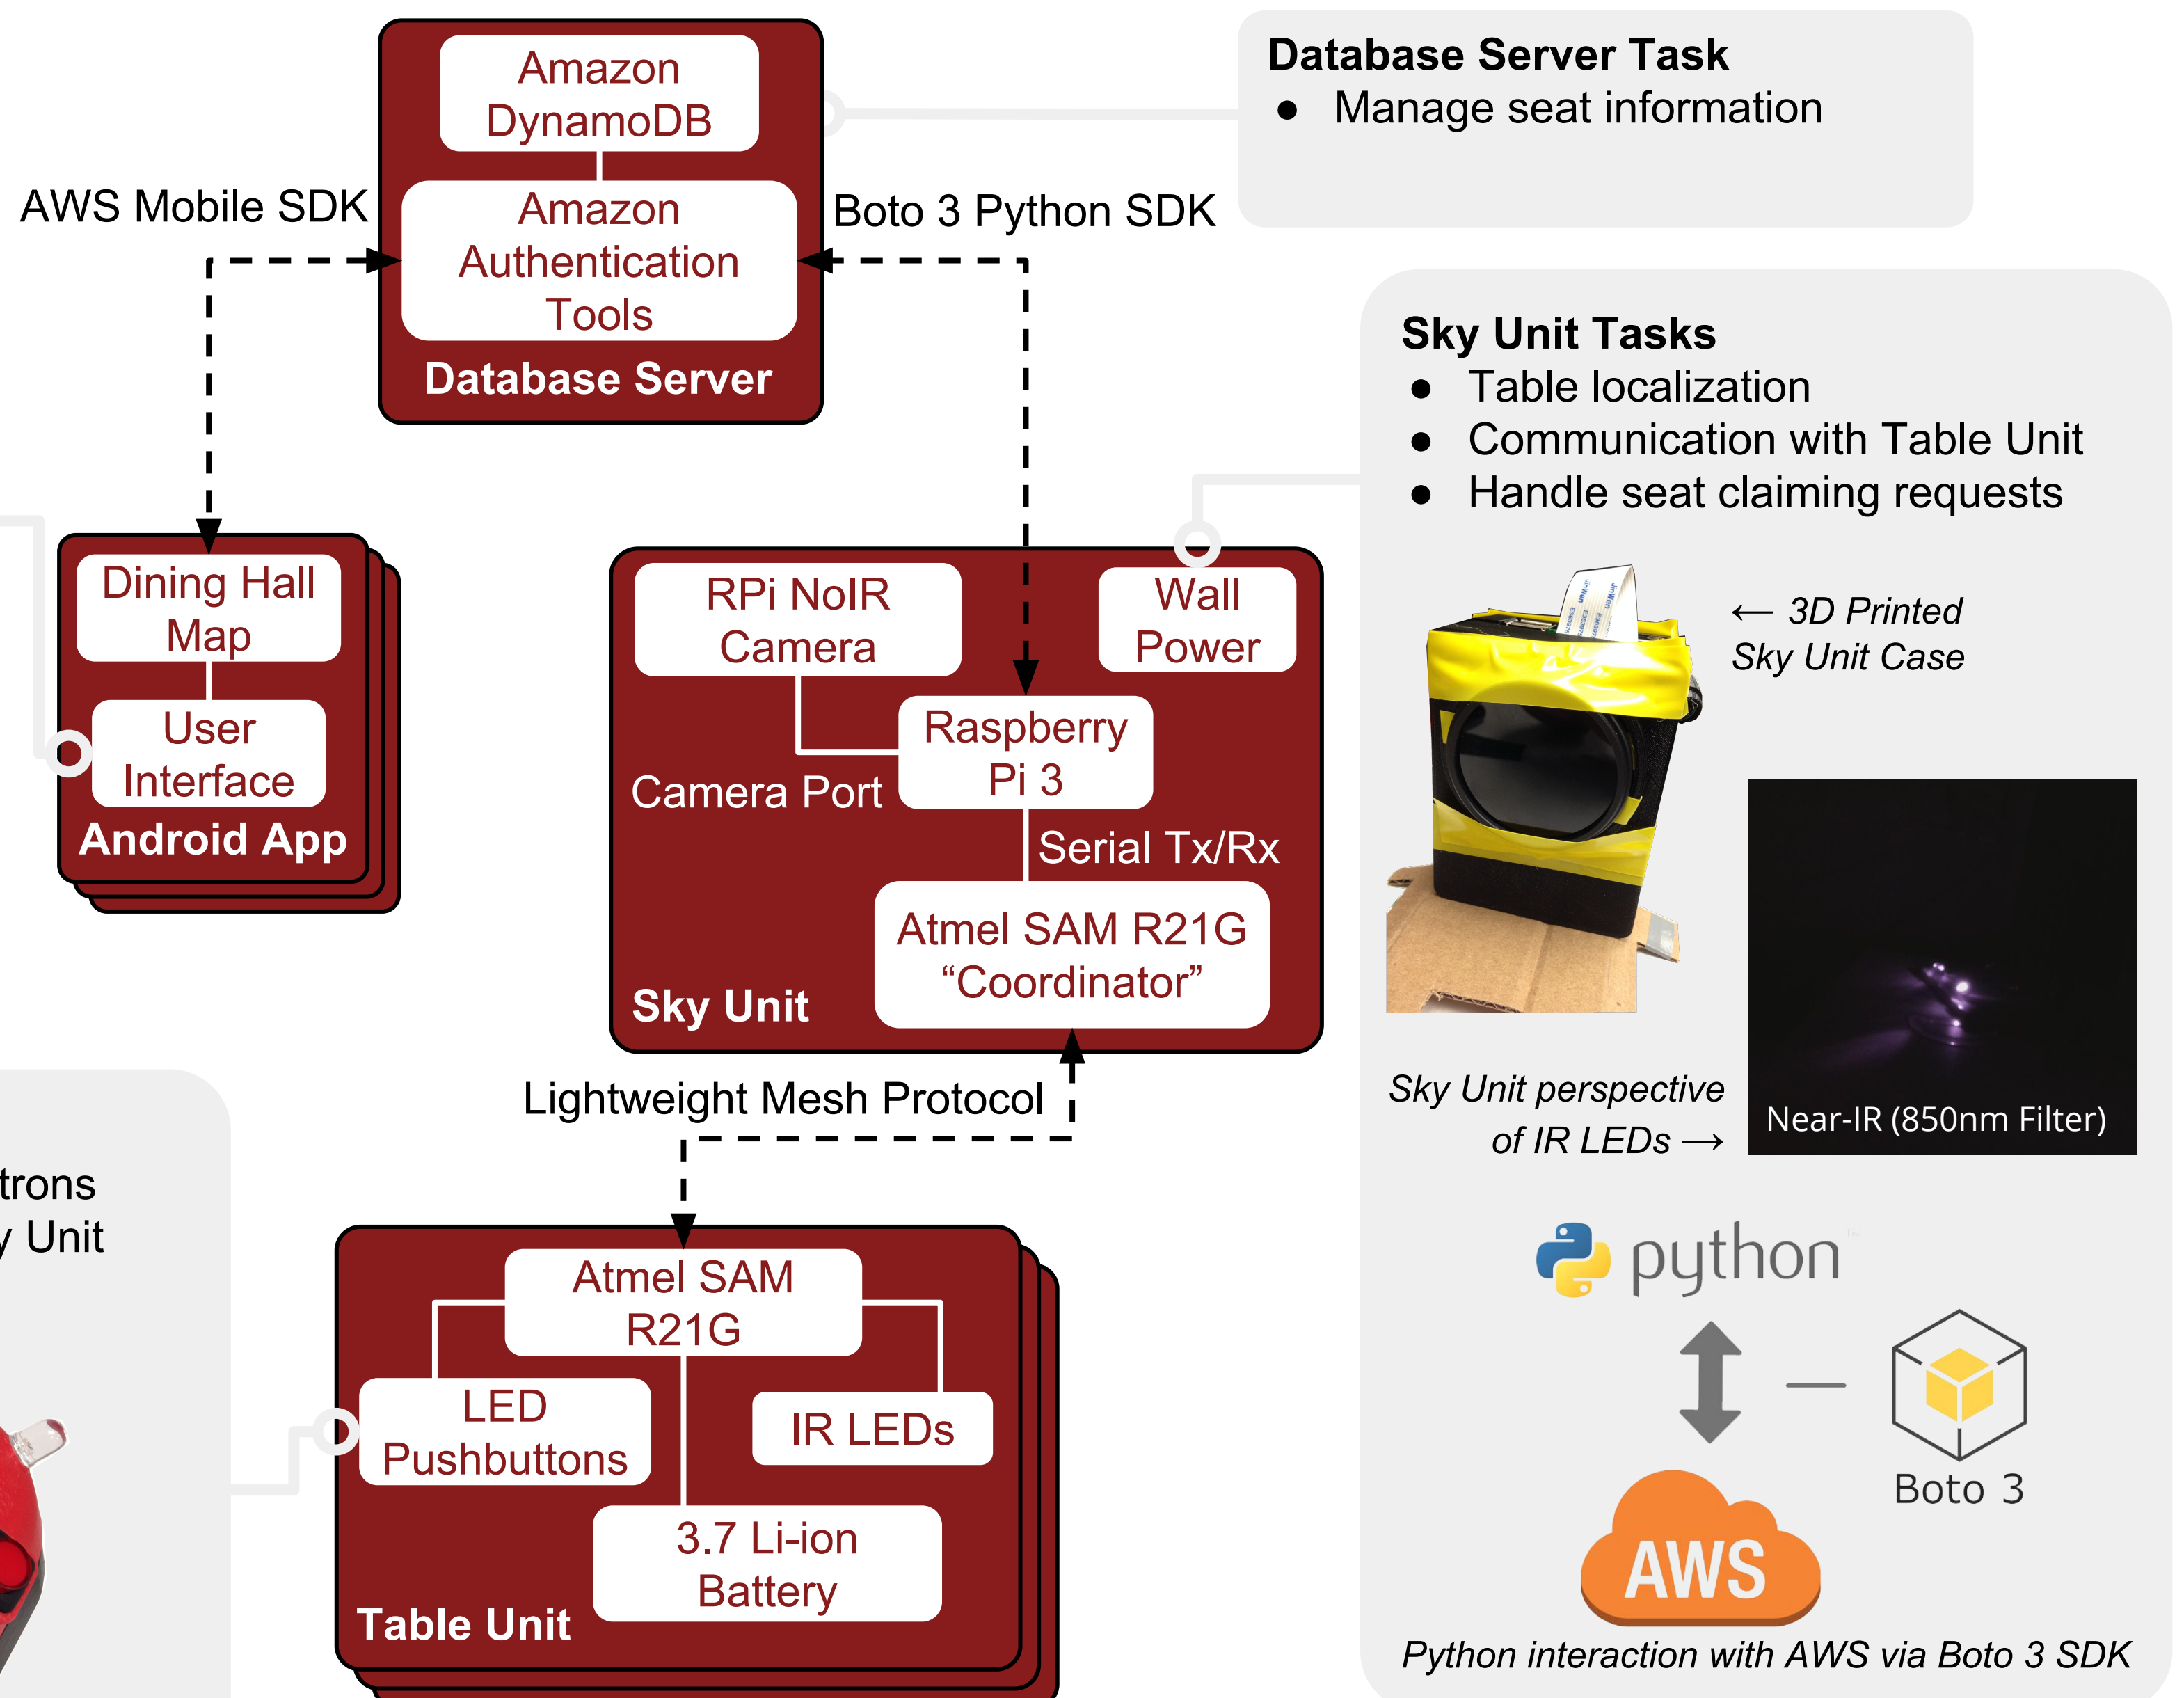 Amazon
DynamoDB
Amazon
Authentication
Tools
Database Server
AWS Mobile SDK
Boto 3 Python SDK
Database Server Task
● Manage seat information
Dining Hall
Map
User
Interface
Android App
RPi NoIR
Camera
Wall
Power
Raspberry
Pi 3
Camera Port
Serial Tx/Rx
Atmel SAM R21G
“Coordinator”
Sky Unit
Sky Unit Tasks
● Table localization
● Communication with Table Unit
● Handle seat claiming requests
← 3D Printed
Sky Unit Case
Sky Unit perspective
of IR LEDs →
Near-IR (850nm Filter)
python
Boto 3
AWS
Python interaction with AWS via Boto 3 SDK
Lightweight Mesh Protocol
trons
y Unit
Atmel SAM
R21G
LED
Pushbuttons
IR LEDs
3.7 Li-ion
Battery
Table Unit